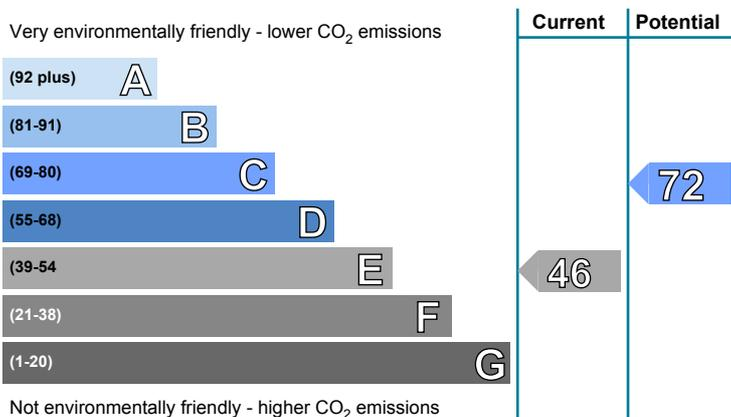 Current Potential
Very environmentally friendly - lower CO2 emissions
(92 plus) A
(81-91) B
(69-80) C
72
(55-68) D
(39-54 E
46
(21-38) F
(1-20) G
Not environmentally friendly - higher CO2 emissions